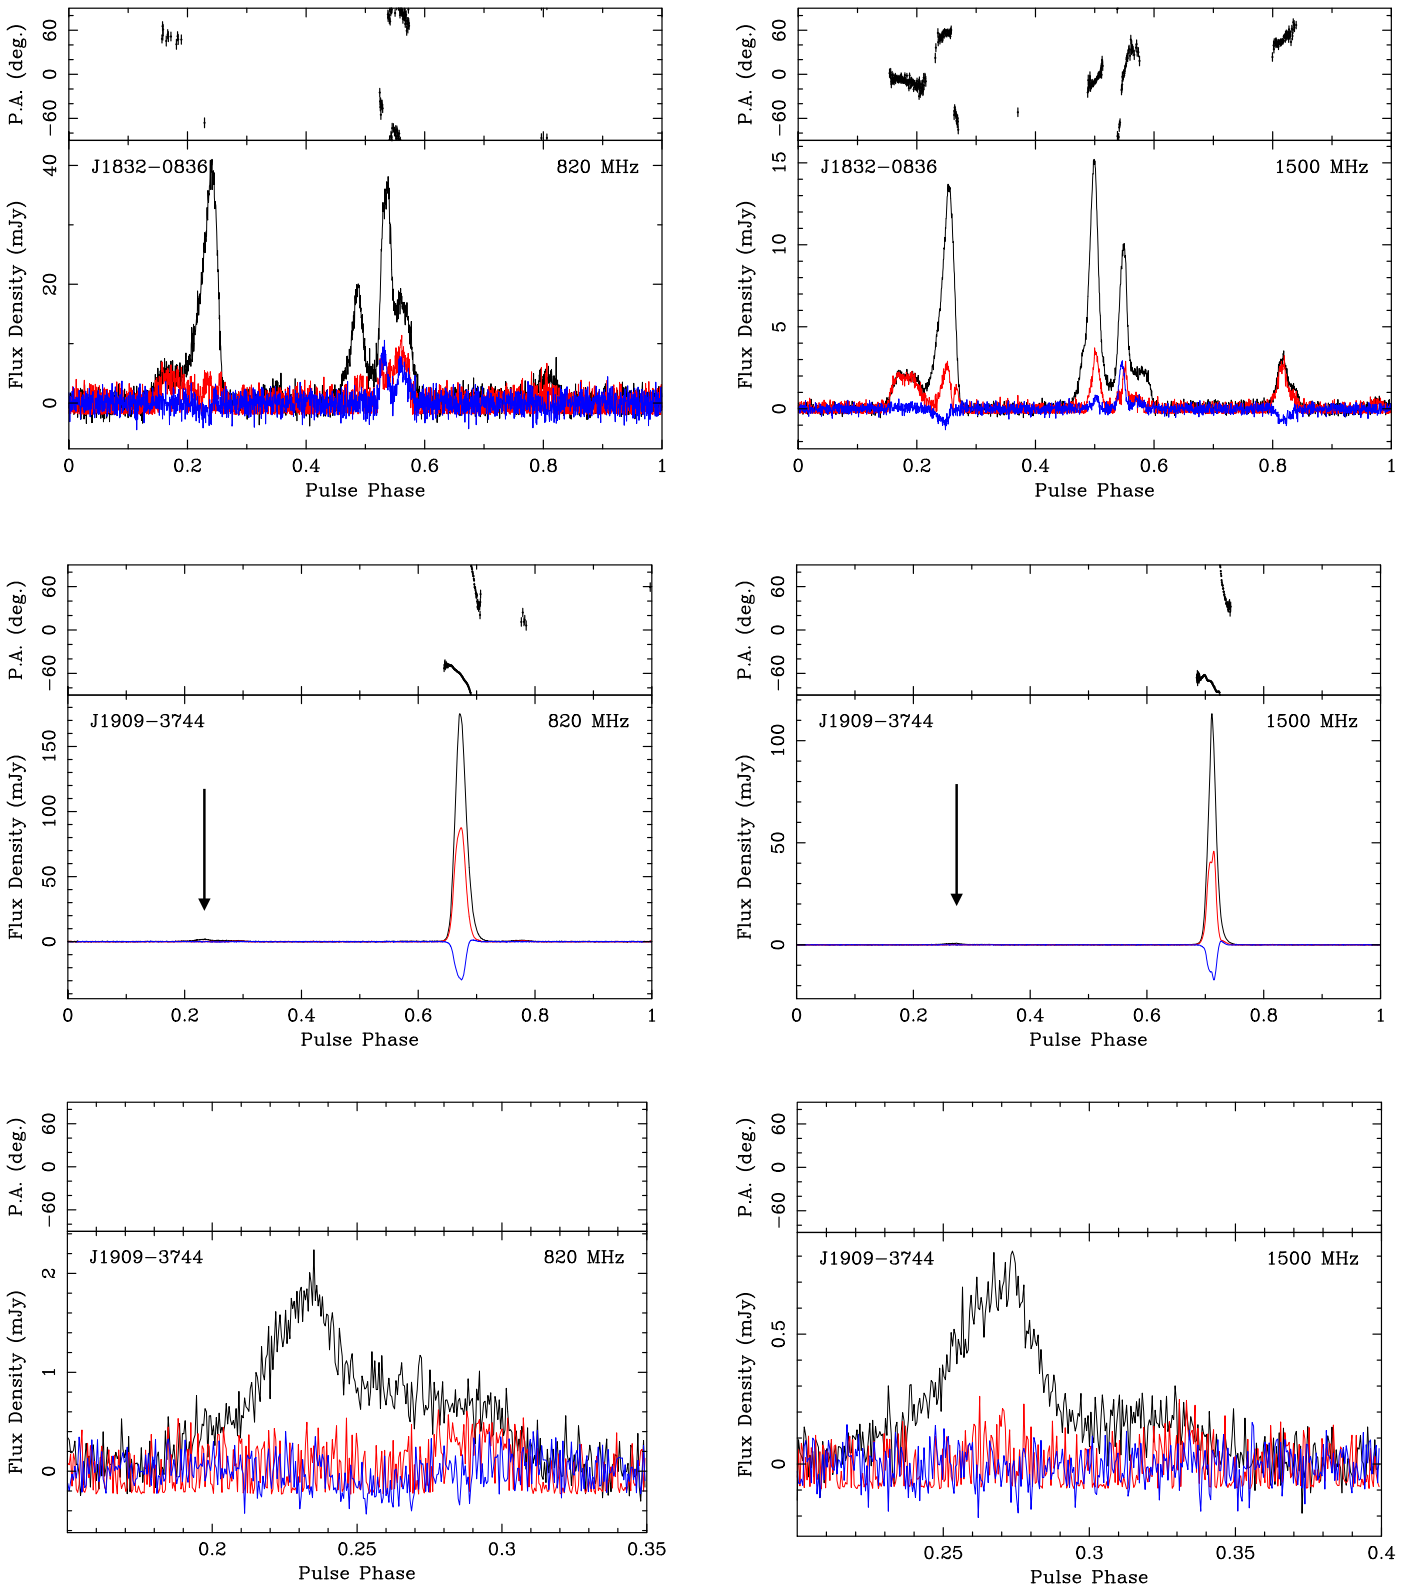 P.A. (deg.)
−60 0 60
Flux Density (mJy)
0 20 40
J1832−0836
820 MHz
0 0.2 0.4 0.6 0.8 1
Pulse Phase
P.A. (deg.)
−60 0 60
Flux Density (mJy)
0 5 10 15
J1832−0836
1500 MHz
0 0.2 0.4 0.6 0.8 1
Pulse Phase
P.A. (deg.)
−60 0 60
Flux Density (mJy)
0 50 100 150
J1909−3744
820 MHz
0 0.2 0.4 0.6 0.8 1
Pulse Phase
P.A. (deg.)
−60 0 60
Flux Density (mJy)
0 50 100
J1909−3744
1500 MHz
0 0.2 0.4 0.6 0.8 1
Pulse Phase
P.A. (deg.)
−60 0 60
Flux Density (mJy)
0 1 2
J1909−3744
820 MHz
0.2 0.25 0.3 0.35
Pulse Phase
P.A. (deg.)
−60 0 60
Flux Density (mJy)
0 0.5
J1909−3744
1500 MHz
0.25 0.3 0.35 0.4
Pulse Phase